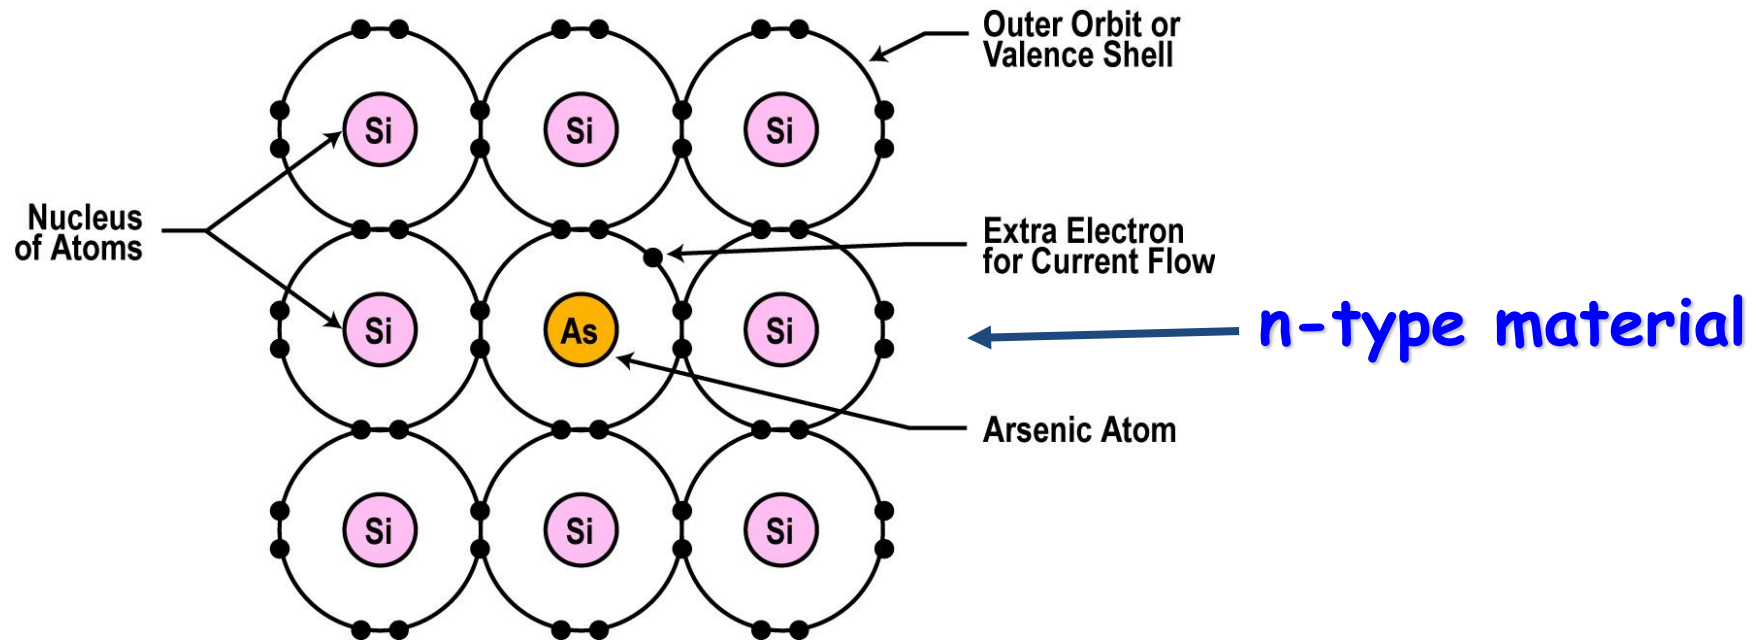 Outer Orbit or
Valence Shell
Si Si Si
Nucleus
of Atoms
Extra Electron
for Current Flow
Si As Si
n-type material
Arsenic Atom
Si Si Si